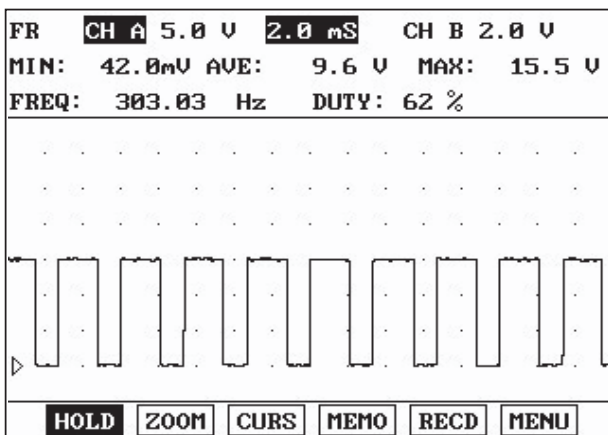 FR CH A 5.0 V 2.0 mS CH B 2.0 V
MIN: 42.0mV AVE: 9.6 V MAX: 15.5 V
FREQ: 303.03 Hz DUTY: 62 %
HOLD ZOOM CURS MEMO RECD MENU